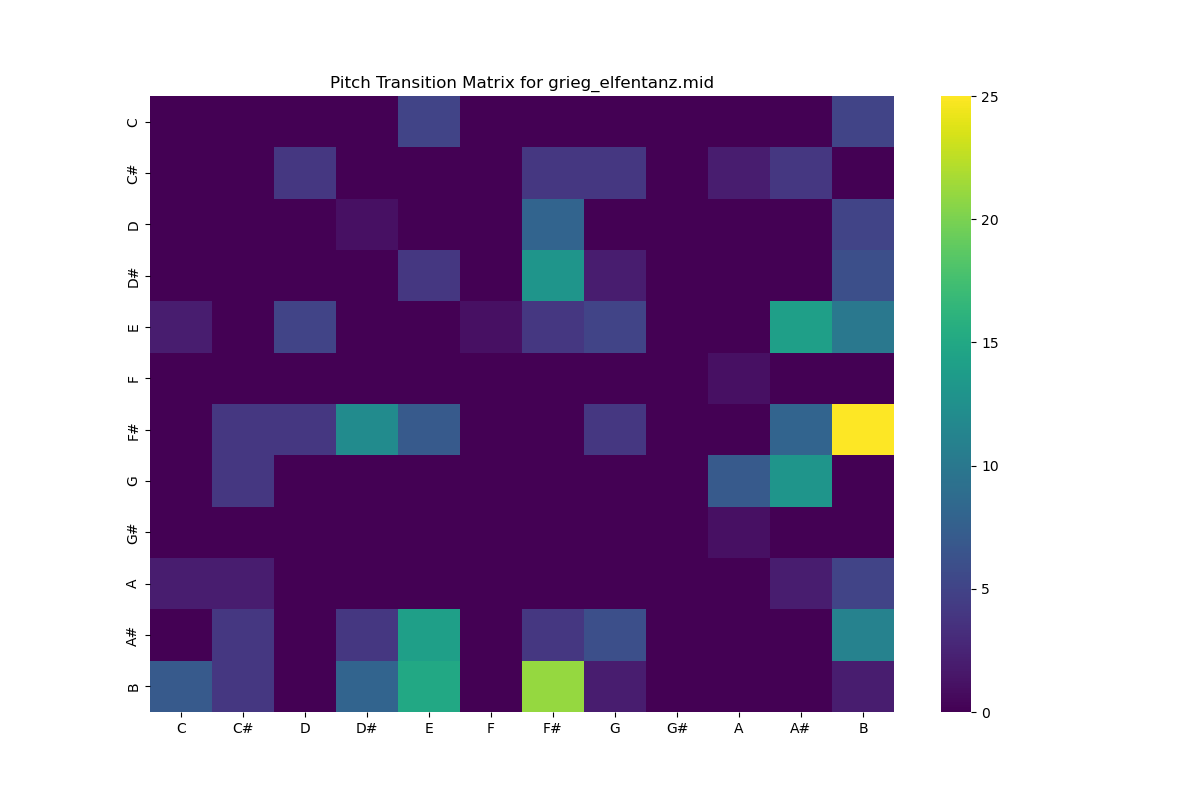 Pitch Transition Matrix for grieg_elfentanz.mid
C
C#
D
D#
E
F
F#
G
G#
A
A#
B
C C# D D# E F F# G G# A A# B
25
20
15
10
5
0